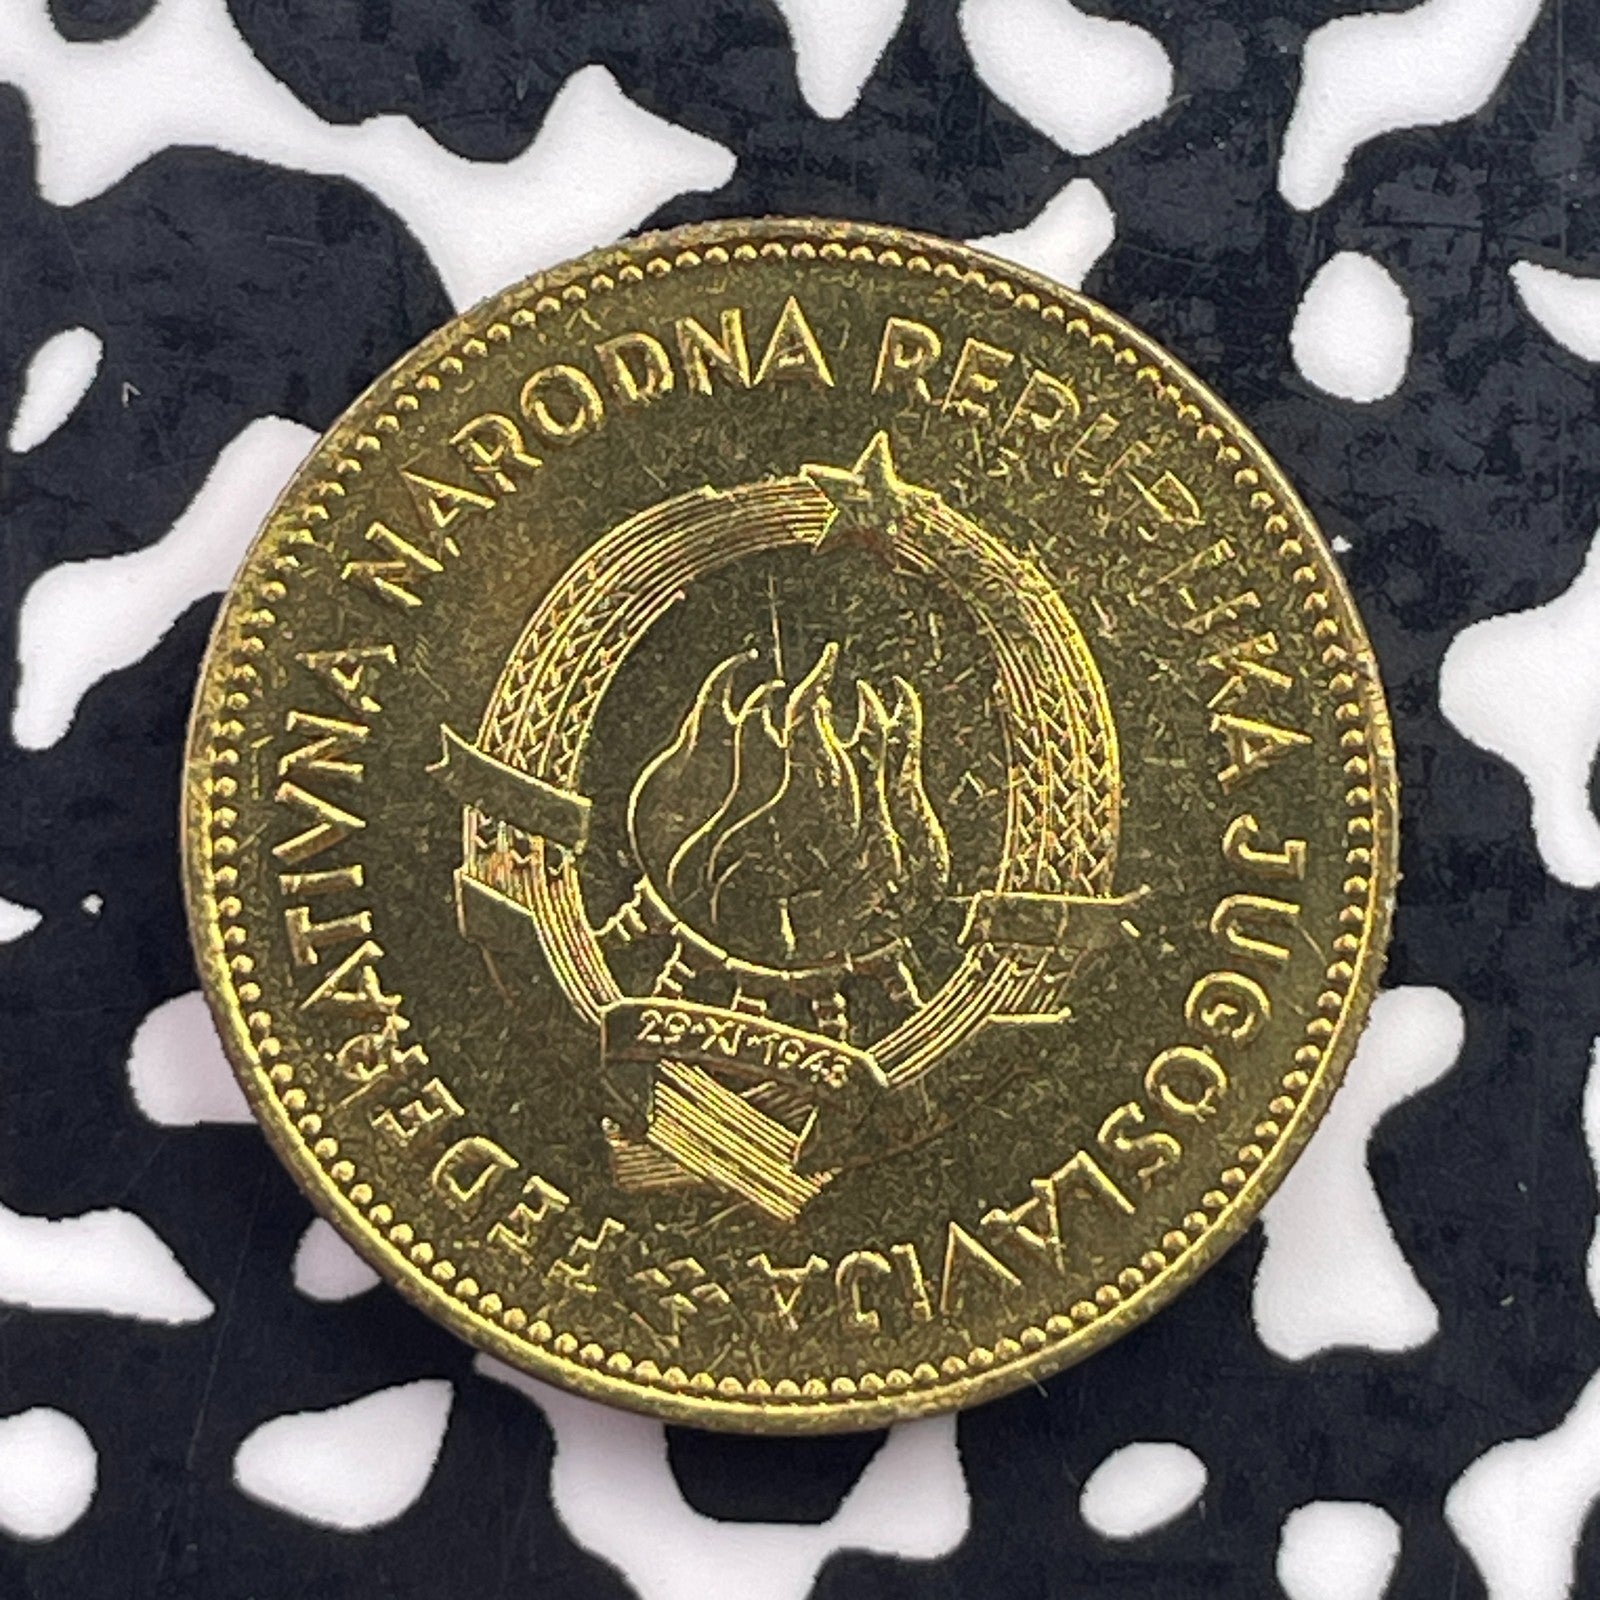 FEDERATIVNA NARODNA REPUBLIKA JUGOSLAVIJA
29·XI·1943